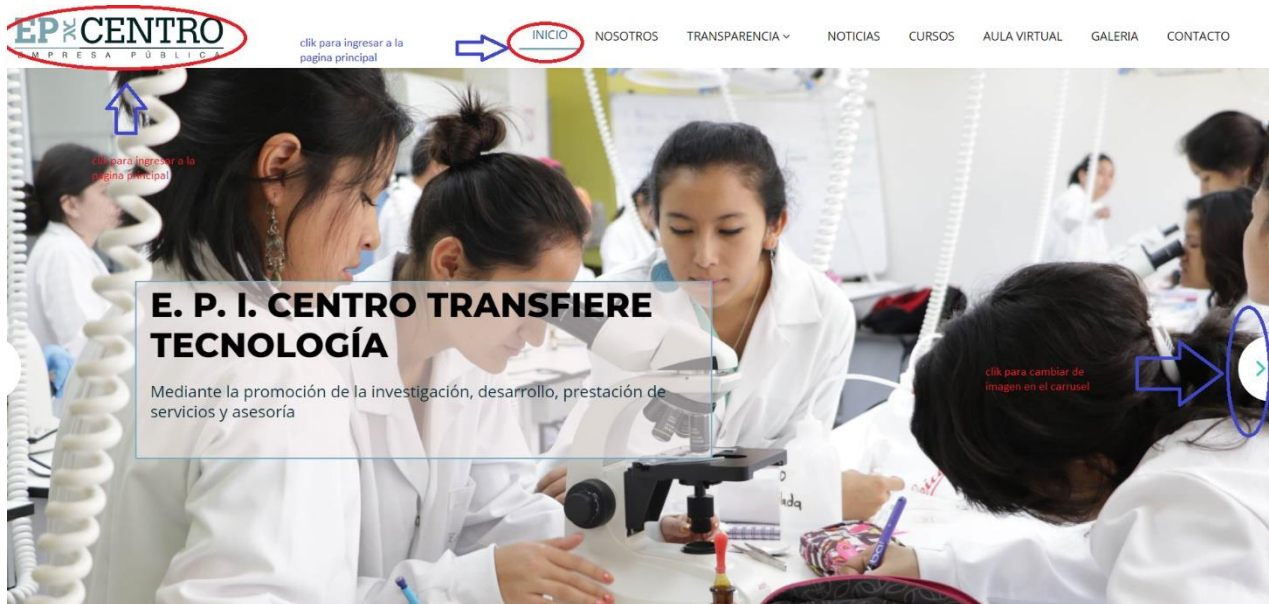 EP CENTRO
EMPRESA PÚBLICA
clik para ingresar a la
pagina principal
INICIO NOSOTROS TRANSPARENCIA NOTICIAS CURSOS AULA VIRTUAL GALERIA CONTACTO
clik para ingresar a la
pagina principal
E. P. I. CENTRO TRANSFIERE
TECNOLOGÍA
Mediante la promoción de la investigación, desarrollo, prestación de
servicios y asesoría
clik para cambiar de
imagen en el carrusel